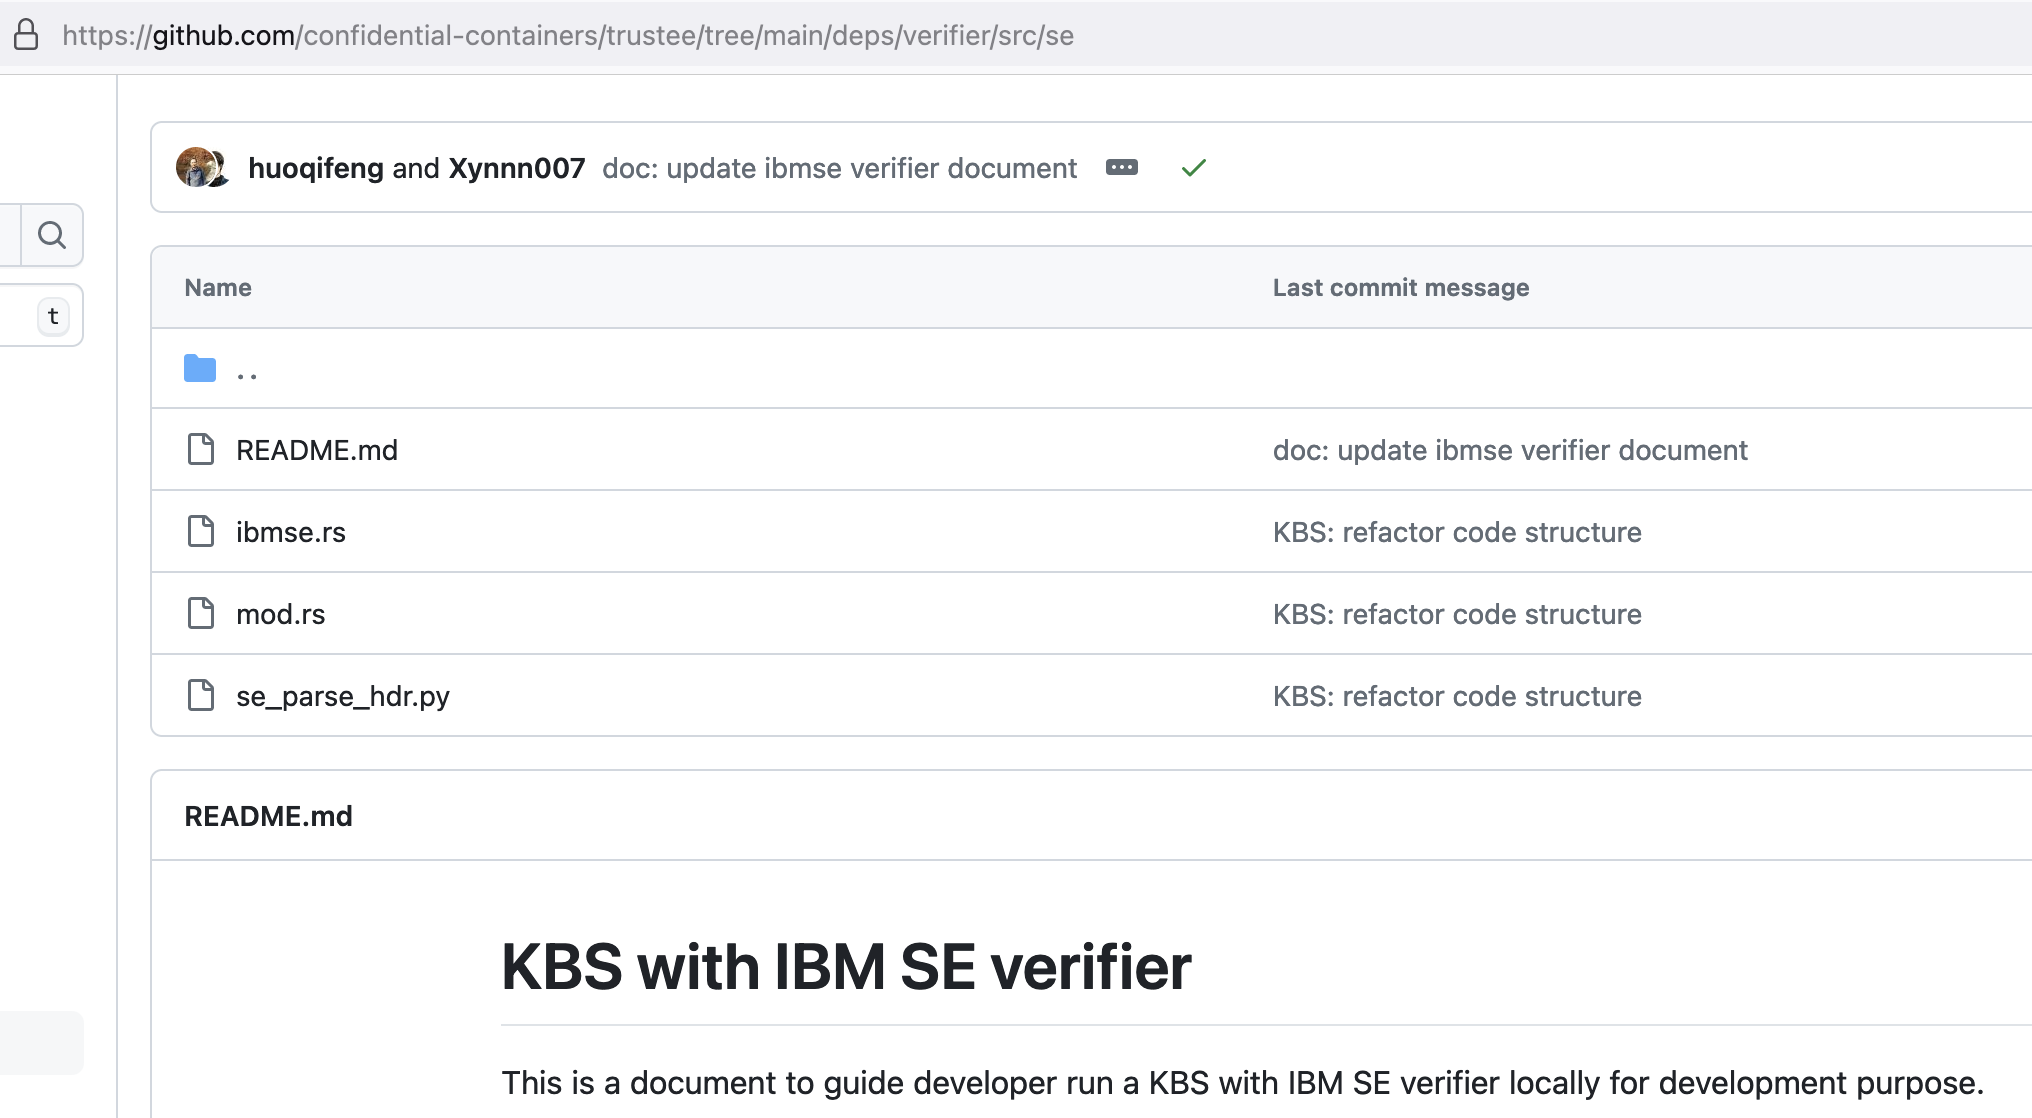 https://github.com/confidential-containers/trustee/tree/main/deps/verifier/src/se
huoqifeng and Xynnn007 doc: update ibmse verifier document
t
Name Last commit message
..
README.md doc: update ibmse verifier document
ibmse.rs KBS: refactor code structure
mod.rs KBS: refactor code structure
se_parse_hdr.py KBS: refactor code structure
README.md
KBS with IBM SE verifier
This is a document to guide developer run a KBS with IBM SE verifier locally for development purpose.